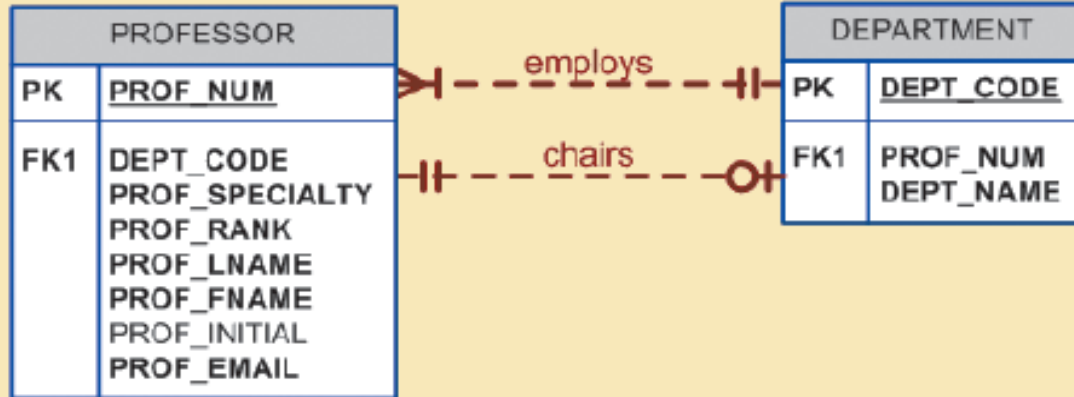 PROFESSOR
PK PROF_NUM
FK1 DEPT_CODE
PROF_SPECIALTY
PROF_RANK
PROF_LNAME
PROF_FNAME
PROF_INITIAL
PROF_EMAIL
employs
chairs
DEPARTMENT
PK DEPT_CODE
FK1 PROF_NUM
DEPT_NAME